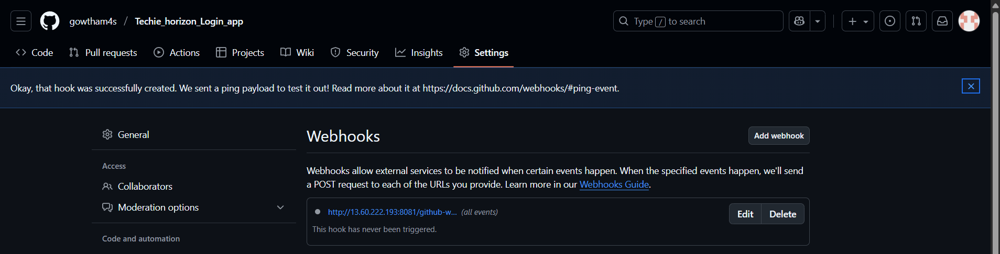 gowtham4s / Techie_horizon_Login_app
Type / to search
Code Pull requests Actions Projects Wiki Security Insights Settings
Okay, that hook was successfully created. We sent a ping payload to test it out! Read more about it at https://docs.github.com/webhooks/#ping-event.
General
Access
Collaborators
Moderation options
Code and automation
Webhooks
Add webhook
Webhooks allow external services to be notified when certain events happen. When the specified events happen, we'll send
a POST request to each of the URLs you provide. Learn more in our Webhooks Guide.
http://13.60.222.193:8081/github-w... (all events)
Edit Delete
This hook has never been triggered.